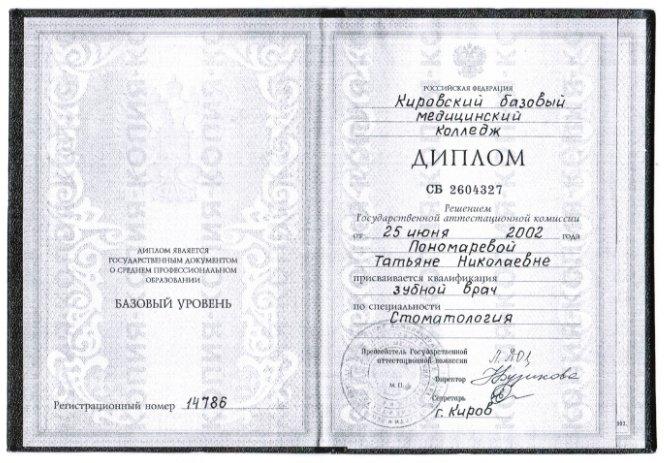 ДИПЛОМ ЯВЛЯЕТСЯ
ГОСУДАРСТВЕННЫМ ДОКУМЕНТОМ
О СРЕДНЕМ ПРОФЕССИОНАЛЬНОМ
ОБРАЗОВАНИИ
БАЗОВЫЙ УРОВЕНЬ
Регистрационный номер 14786
РОССИЙСКАЯ ФЕДЕРАЦИЯ
Кировский базовый
медицинский
колледж
ДИПЛОМ
СБ 2604327
Решением
Государственной аттестационной комиссии
от 25 июня 2002 года
Пономаревой
Татьяне Николаевне
присваивается квалификация
зубной врач
по специальности
Стоматология
Председатель Государственной
аттестационной комиссии
Директор
М. П.
Секретарь
г. Киров